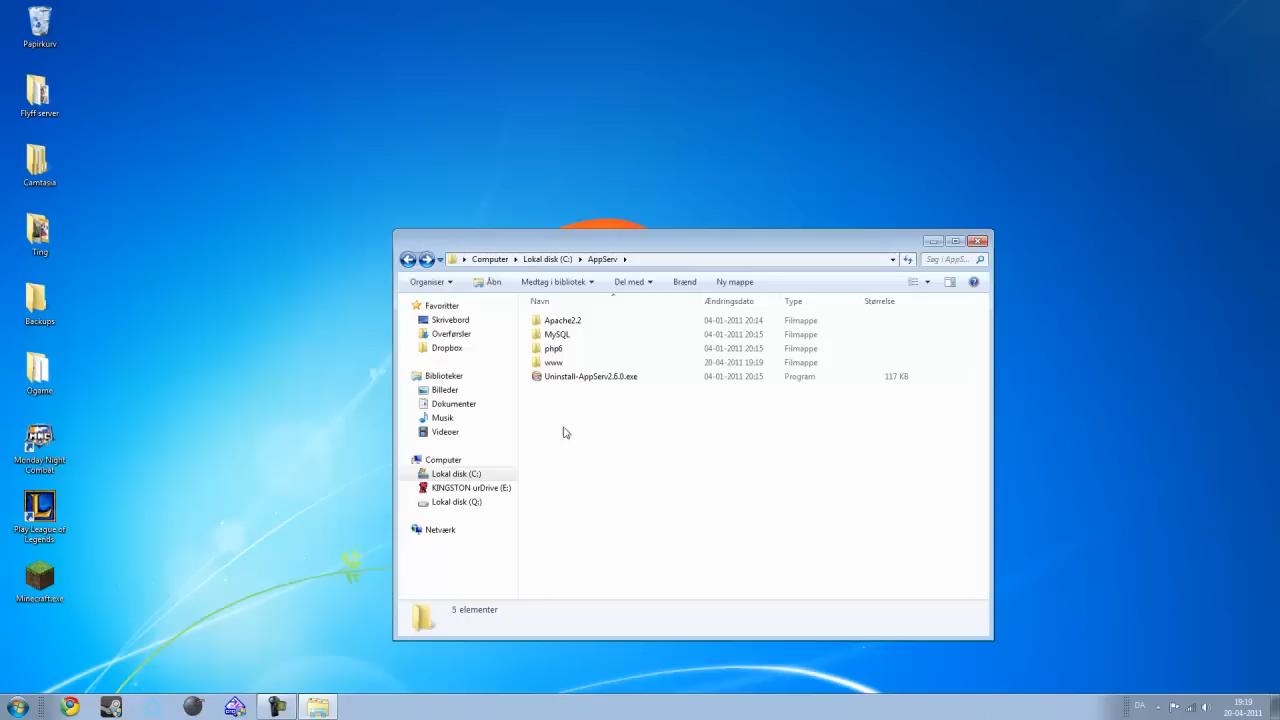 Papirkurv
Flyff server
Camtasia
Ting
Backups
Ogame
Monday Night
Combat
Play League of
Legends
Minecraft.exe
Computer
Lokal disk (C:)
AppServ
Søg i AppS...
Organiser
Åbn
Medtag i bibliotek
Del med
Brænd
Ny mappe
Navn
Ændringsdato
Type
Størrelse
Favoritter
Skrivebord
Overførsler
Dropbox
Biblioteker
Billeder
Dokumenter
Musik
Videoer
Computer
Lokal disk (C:)
KINGSTON urDrive (E:)
Lokal disk (Q:)
Netværk
Apache2.2 04-01-2011 20:14 Filmappe
MySQL 04-01-2011 20:15 Filmappe
php6 04-01-2011 20:15 Filmappe
www 20-04-2011 19:19 Filmappe
Uninstall-AppServ2.6.0.exe 04-01-2011 20:15 Program 117 KB
5 elementer
DA
19:19
20-04-2011